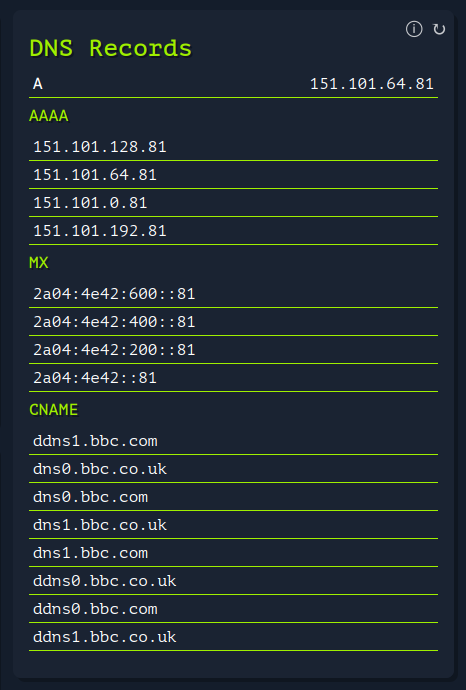 DNS Records
A 151.101.64.81
AAAA
151.101.128.81
151.101.64.81
151.101.0.81
151.101.192.81
MX
2a04:4e42:600::81
2a04:4e42:400::81
2a04:4e42:200::81
2a04:4e42::81
CNAME
ddns1.bbc.com
dns0.bbc.co.uk
dns0.bbc.com
dns1.bbc.co.uk
dns1.bbc.com
ddns0.bbc.co.uk
ddns0.bbc.com
ddns1.bbc.co.uk